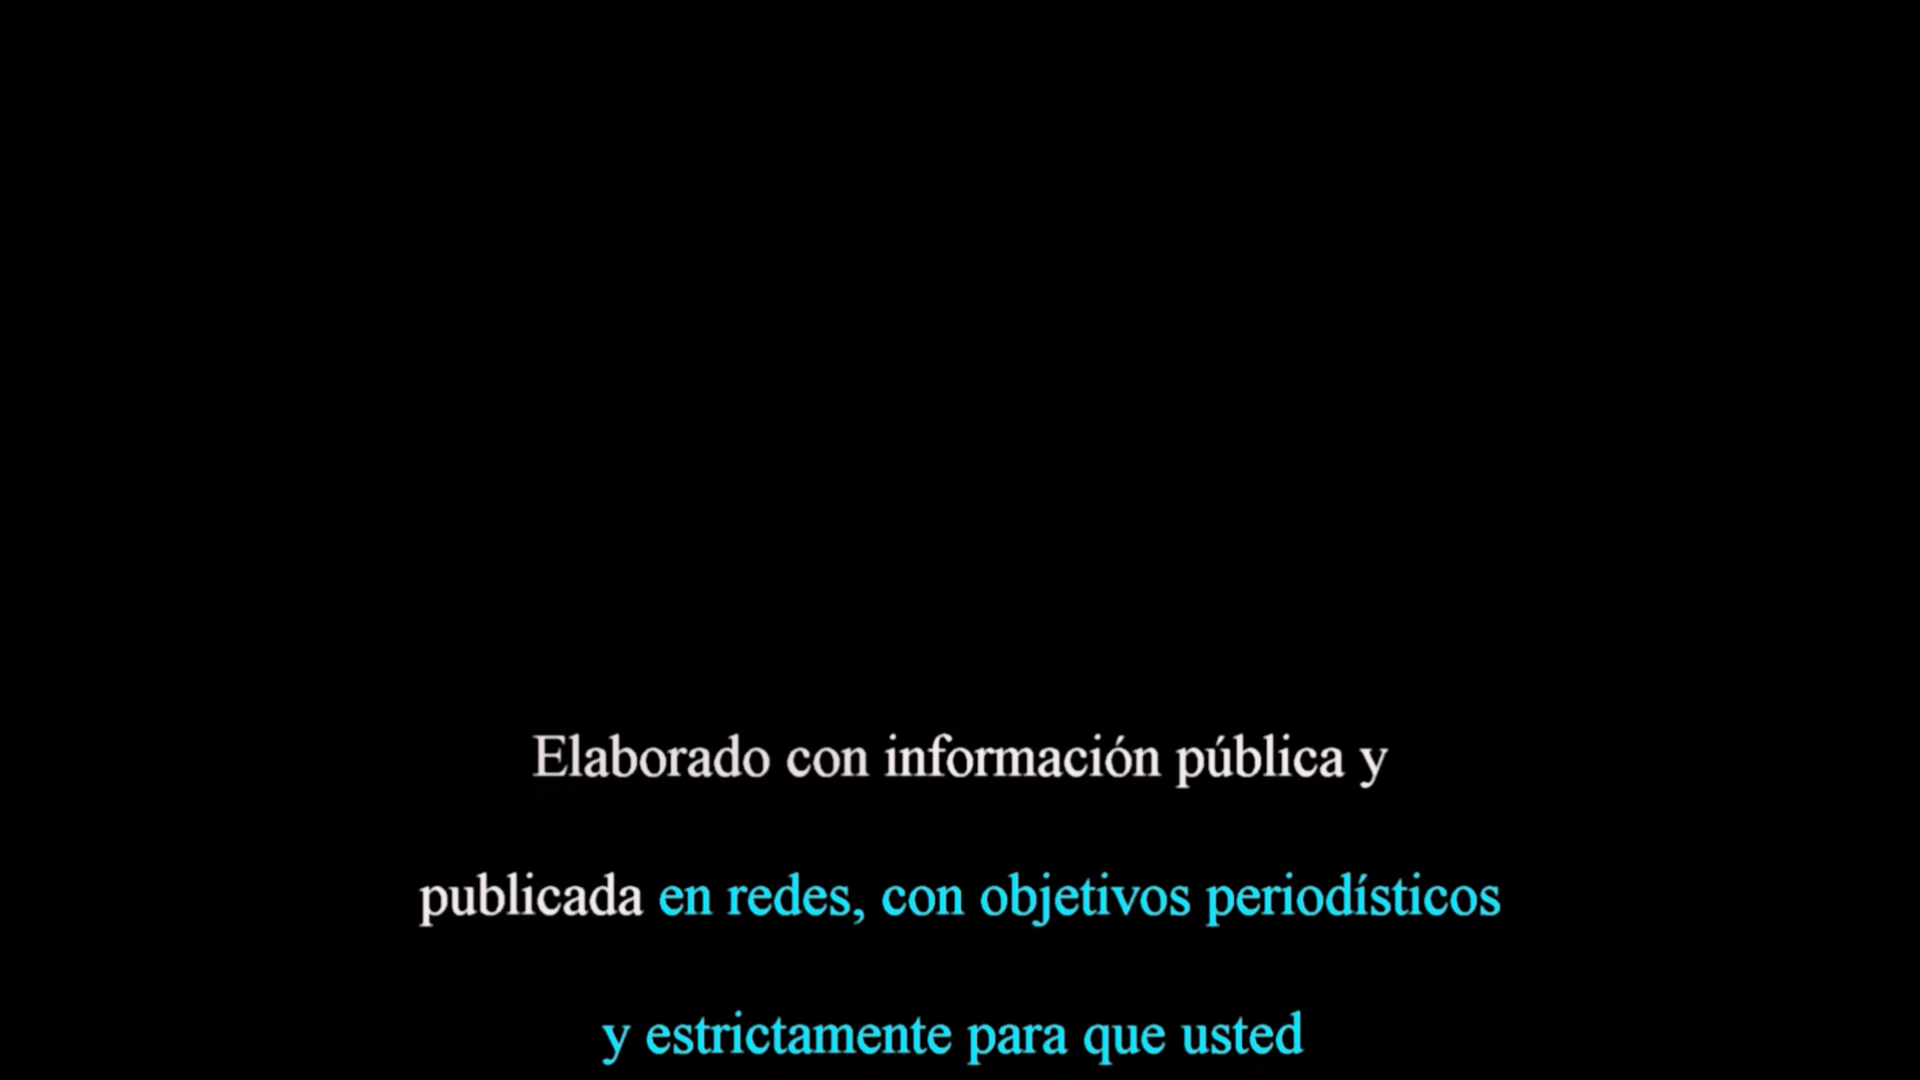 Elaborado con información pública y
publicada en redes, con objetivos periodísticos
y estrictamente para que usted